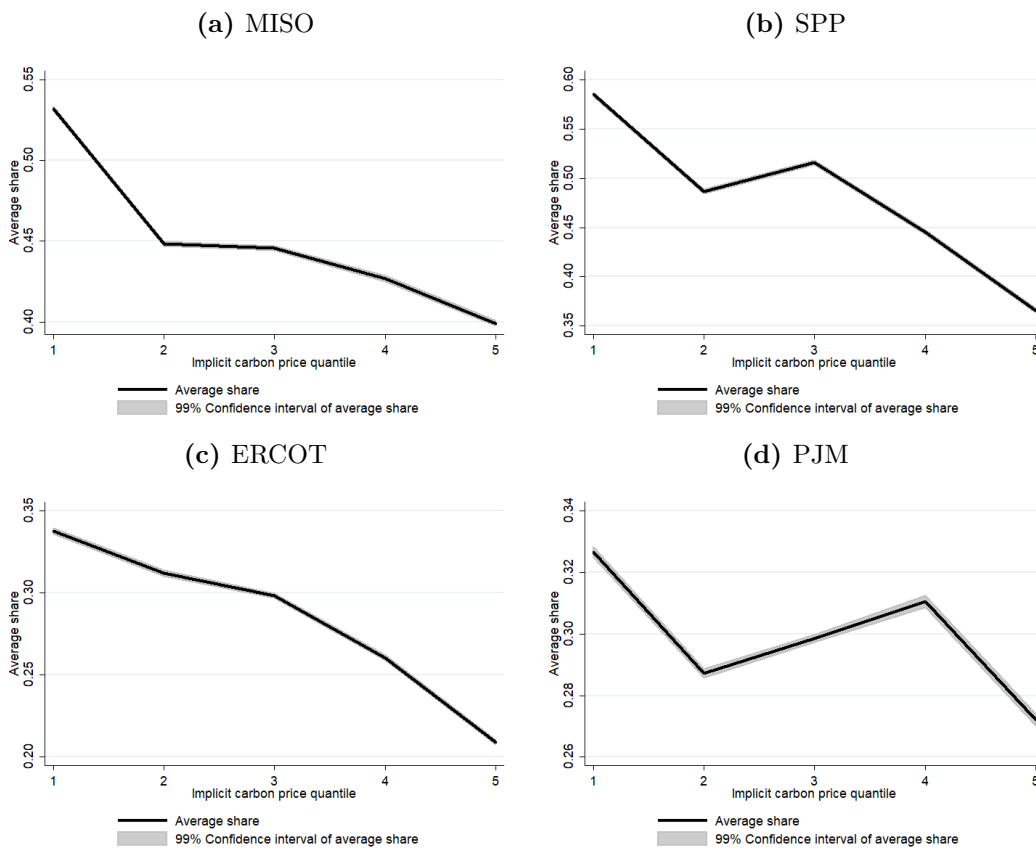 (a) MISO
0.55
0.50
0.45
0.40
Average share
1 2 3 4 5
Implicit carbon price quantile
Average share
99% Confidence interval of average share
(b) SPP
0.60
0.55
0.50
0.45
0.40
0.35
Average share
1 2 3 4 5
Implicit carbon price quantile
Average share
99% Confidence interval of average share
(c) ERCOT
0.35
0.30
0.25
0.20
Average share
1 2 3 4 5
Implicit carbon price quantile
Average share
99% Confidence interval of average share
(d) PJM
0.34
0.32
0.30
0.28
0.26
Average share
1 2 3 4 5
Implicit carbon price quantile
Average share
99% Confidence interval of average share